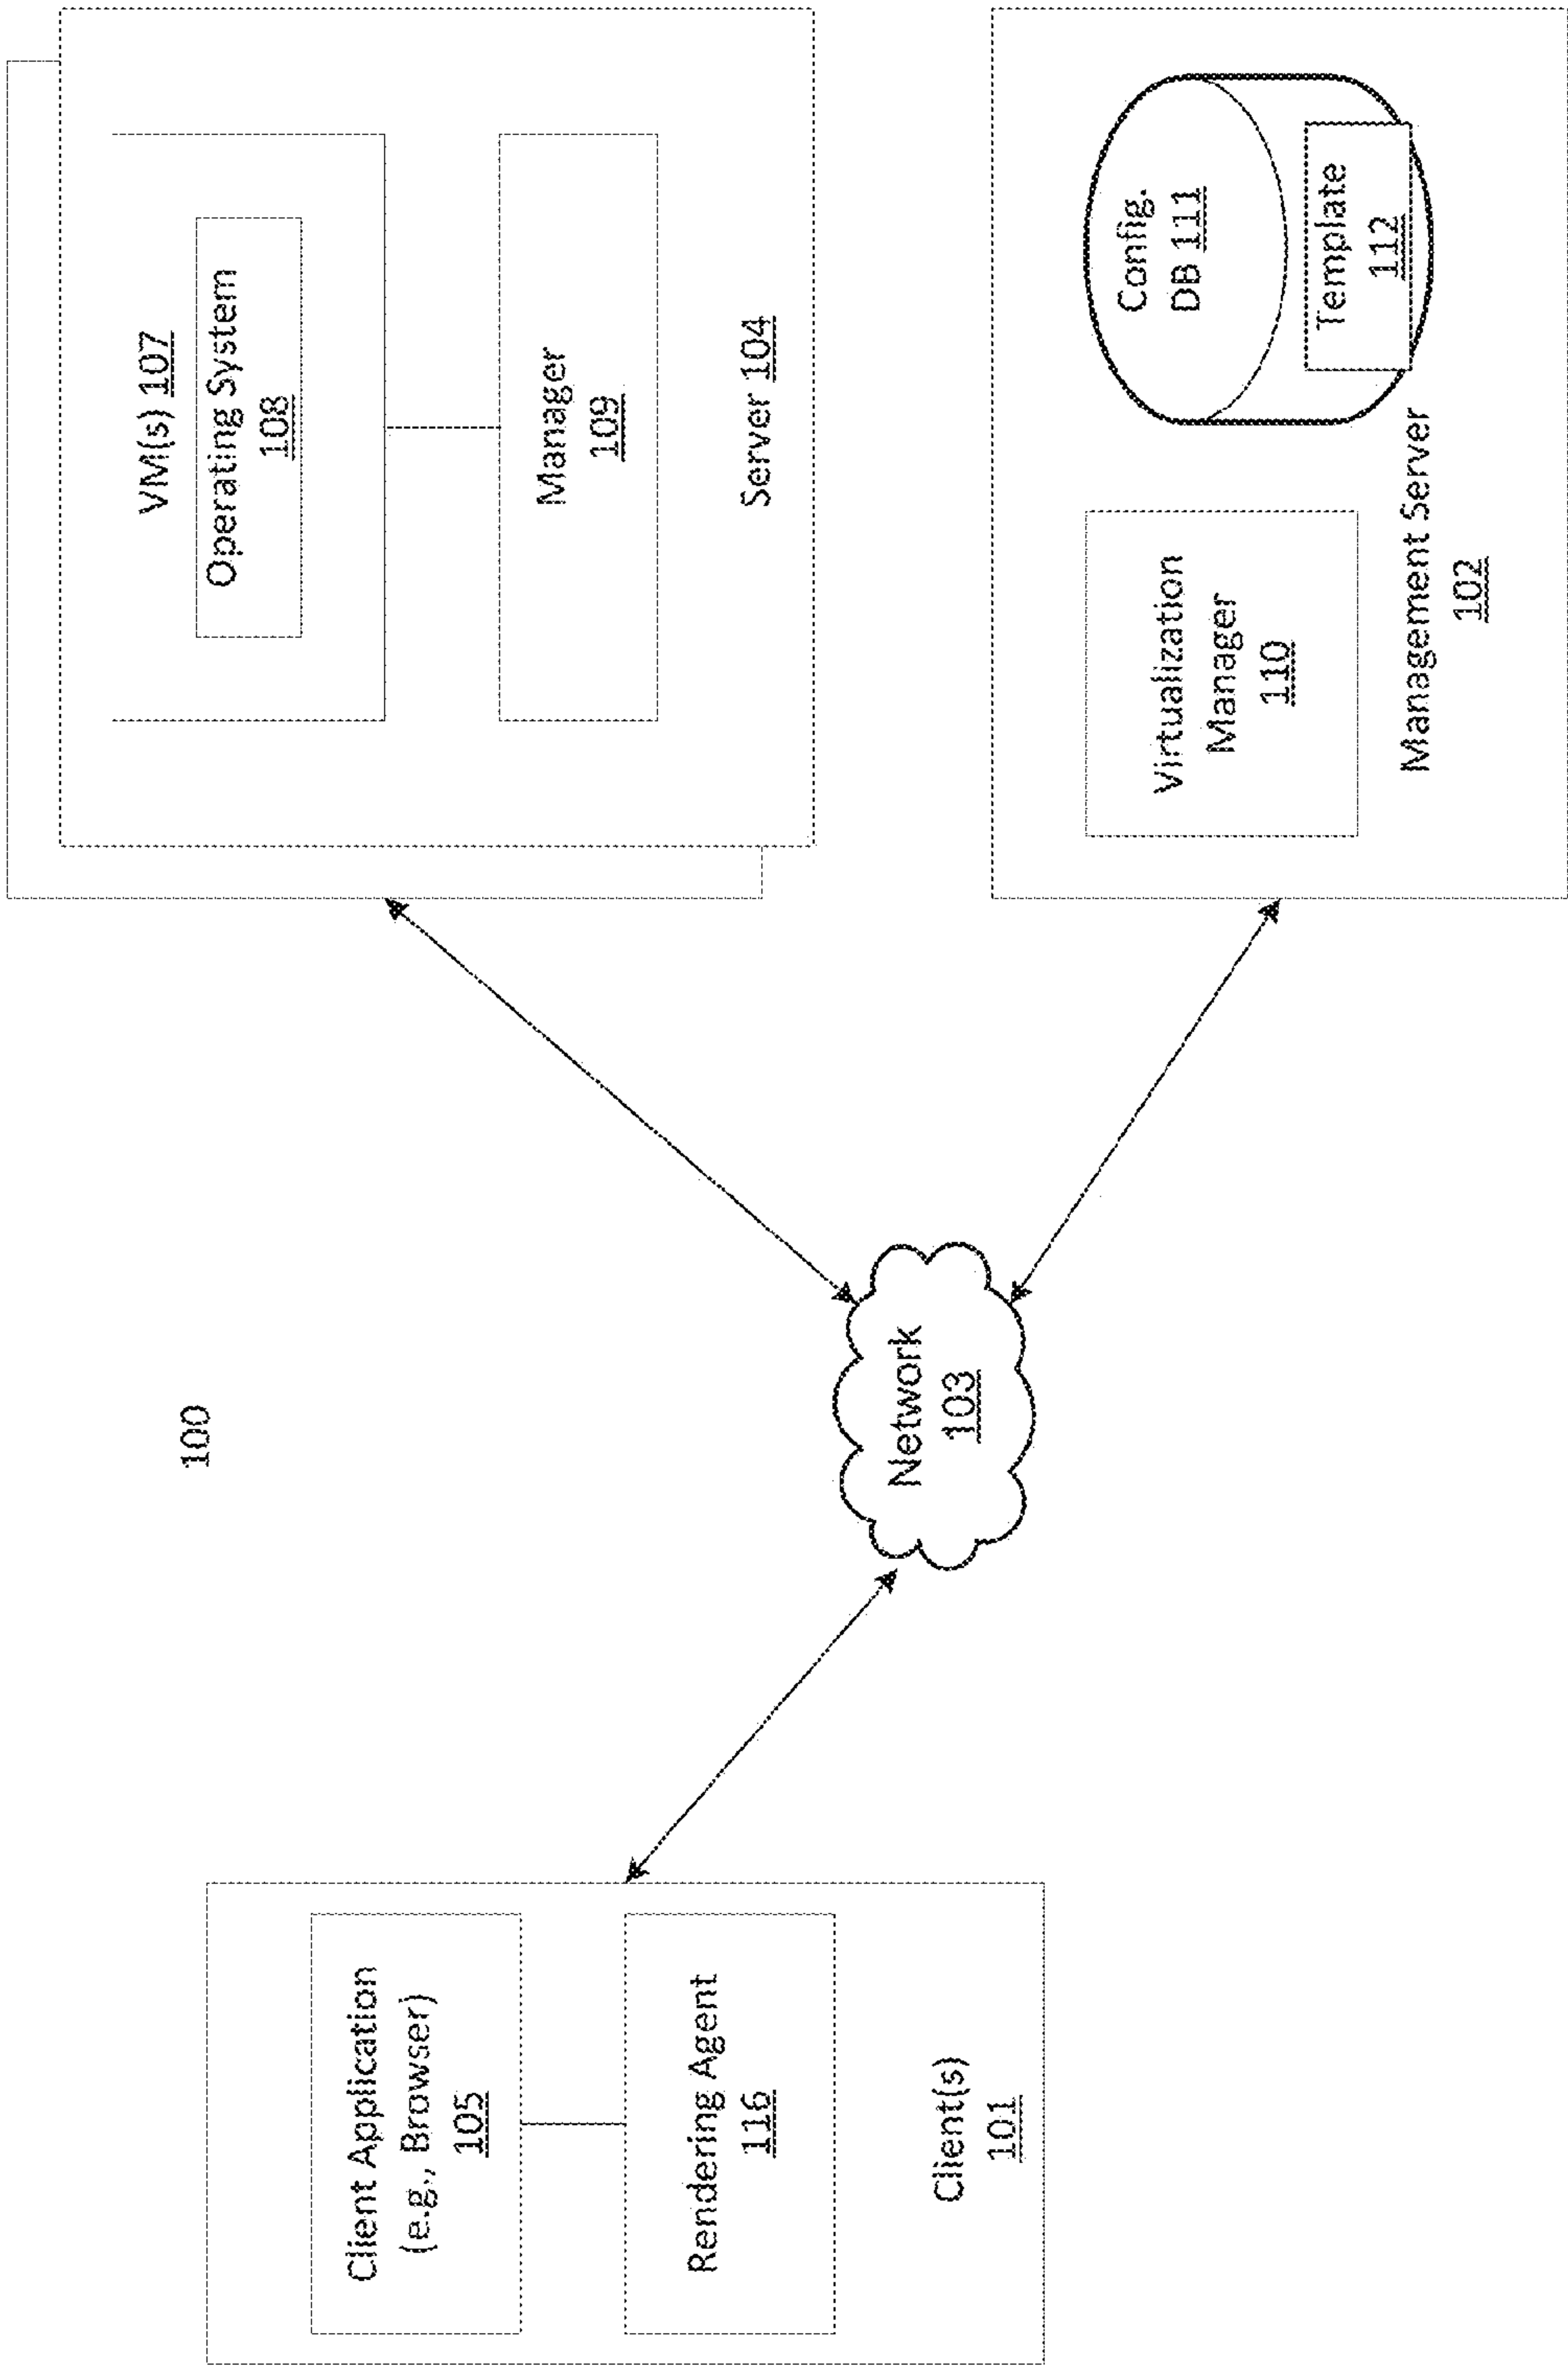 100
Client Application
(e.g., Browser)
105
Rendering Agent
116
Client(s)
101
Network
103
VM(s) 107
Operating System
108
Manager
109
Server 104
Virtualization
Manager
110
Config.
DB 111
Template
112
Management Server
102